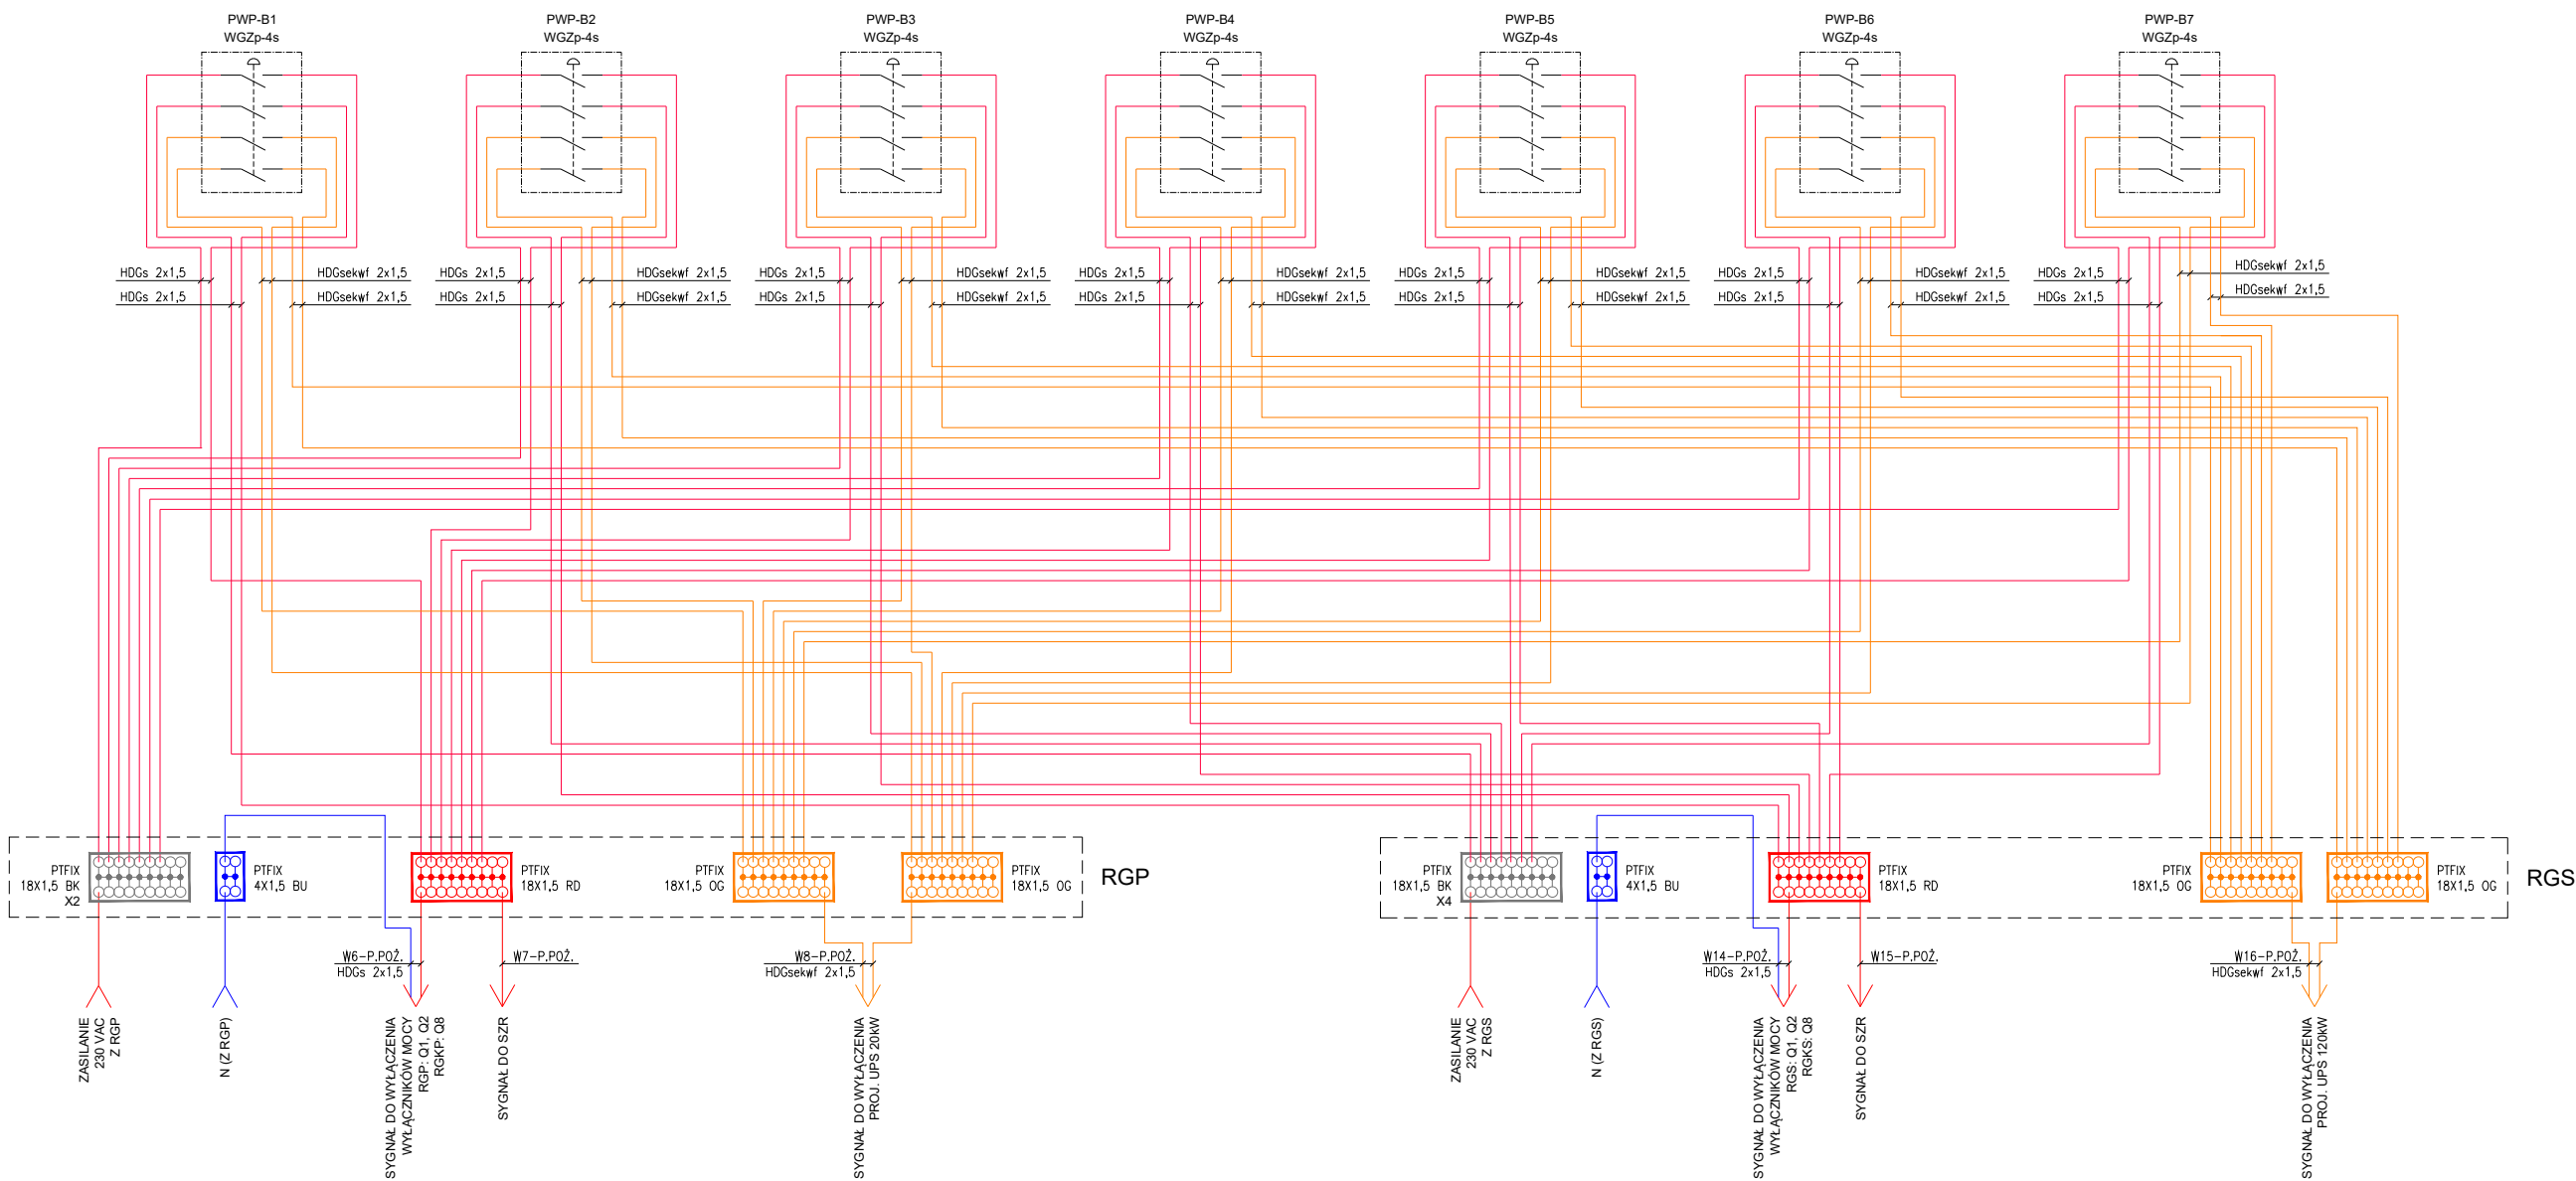 PWP-B1
WGZp-4s
PWP-B2
WGZp-4s
PWP-B3
WGZp-4s
PWP-B4
WGZp-4s
PWP-B5
WGZp-4s
PWP-B6
WGZp-4s
PWP-B7
WGZp-4s
HDGs 2x1,5
HDGs 2x1,5
HDGsekwf 2x1,5
HDGsekwf 2x1,5
HDGs 2x1,5
HDGs 2x1,5
HDGsekwf 2x1,5
HDGsekwf 2x1,5
HDGs 2x1,5
HDGs 2x1,5
HDGsekwf 2x1,5
HDGsekwf 2x1,5
HDGs 2x1,5
HDGs 2x1,5
HDGsekwf 2x1,5
HDGsekwf 2x1,5
HDGs 2x1,5
HDGs 2x1,5
HDGsekwf 2x1,5
HDGsekwf 2x1,5
HDGs 2x1,5
HDGs 2x1,5
HDGsekwf 2x1,5
HDGsekwf 2x1,5
HDGs 2x1,5
HDGs 2x1,5
HDGsekwf 2x1,5
HDGsekwf 2x1,5
PTFIX
18X1,5 BK
X2
PTFIX
4X1,5 BU
PTFIX
18X1,5 RD
PTFIX
18X1,5 OG
PTFIX
18X1,5 OG
RGP
PTFIX
18X1,5 BK
X4
PTFIX
4X1,5 BU
PTFIX
18X1,5 RD
PTFIX
18X1,5 OG
PTFIX
18X1,5 OG
RGS
W6-P.POŻ.
HDGs 2x1,5
W7-P.POŻ.
W8-P.POŻ.
HDGsekwf 2x1,5
W14-P.POŻ.
HDGs 2x1,5
W15-P.POŻ.
W16-P.POŻ.
HDGsekwf 2x1,5
ZASILANIE
230 VAC
Z RGP
N (Z RGP)
SYGNAŁ DO WYŁĄCZENIA
WYŁĄCZNIKÓW MOCY
RGP: Q1, Q2
RGKP: Q8
SYGNAŁ DO SZR
SYGNAŁ DO WYŁĄCZENIA
PROJ. UPS 20kW
ZASILANIE
230 VAC
Z RGS
N (Z RGS)
SYGNAŁ DO WYŁĄCZENIA
WYŁĄCZNIKÓW MOCY
RGS: Q1, Q2
RGKS: Q8
SYGNAŁ DO SZR
SYGNAŁ DO WYŁĄCZENIA
PROJ. UPS 120kW